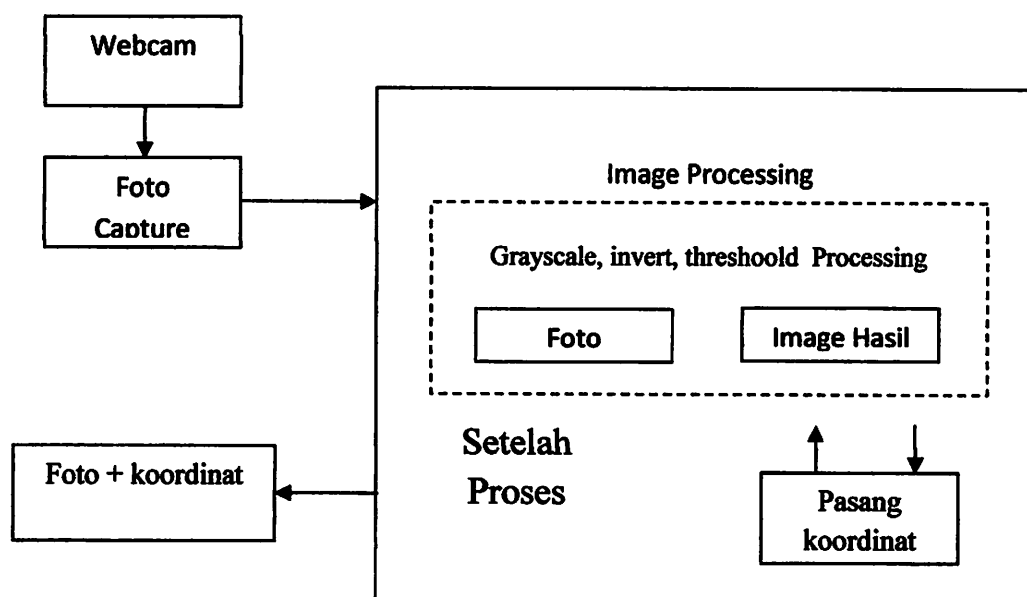 Webcam
Foto
Capture
Image Processing
Grayscale, invert, threshoold Processing
Foto
Image Hasil
Setelah
Proses
Pasang
koordinat
Foto + koordinat